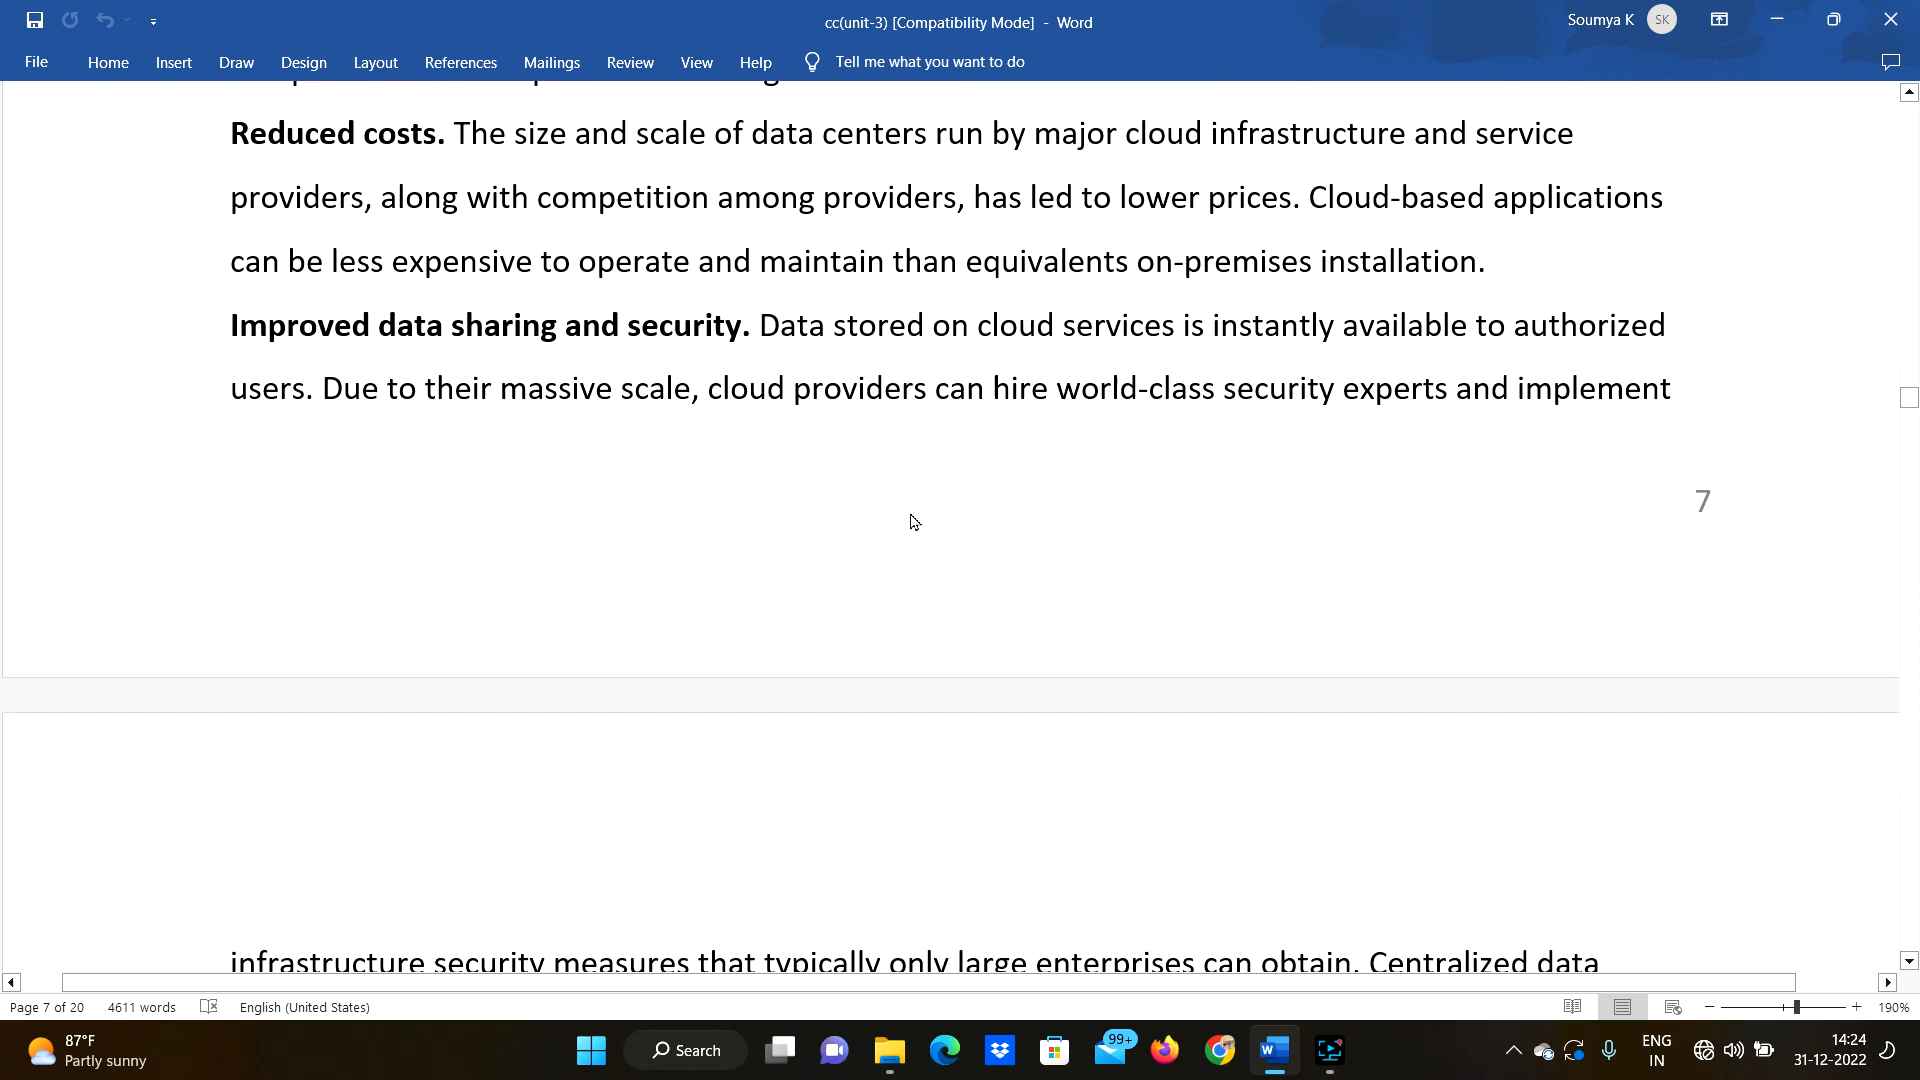 cc(unit-3) [Compatibility Mode] - Word
Soumya K
SK
File
Home
Insert
Draw
Design
Layout
References
Mailings
Review
View
Help
Tell me what you want to do
Reduced costs. The size and scale of data centers run by major cloud infrastructure and service
providers, along with competition among providers, has led to lower prices. Cloud-based applications
can be less expensive to operate and maintain than equivalents on-premises installation.
Improved data sharing and security. Data stored on cloud services is instantly available to authorized
users. Due to their massive scale, cloud providers can hire world-class security experts and implement
7
infrastructure security measures that typically only large enterprises can obtain. Centralized data
Page 7 of 20
4611 words
English (United States)
190%
87°F
Partly sunny
Search
99+
ENG
IN
14:24
31-12-2022